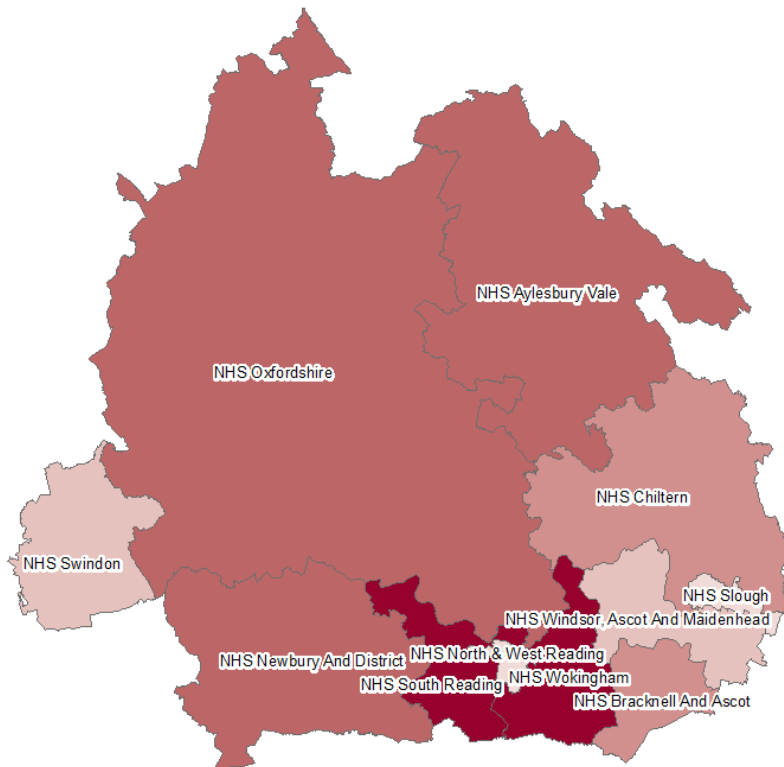 NHS Aylesbury Vale
NHS Oxfordshire
NHS Chiltern
NHS Swindon
NHS Slough
NHS Windsor, Ascot And Maidenhead
NHS North & West Reading
NHS Newbury And District
NHS Wokingham
NHS South Reading
NHS Bracknell And Ascot